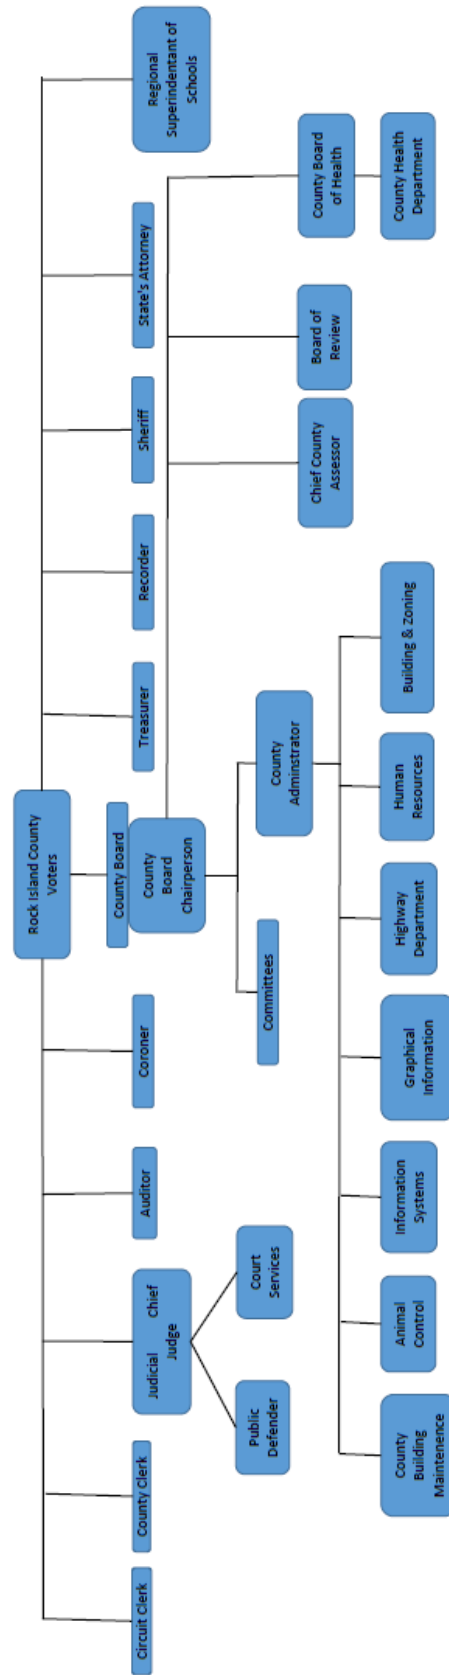 Rock Island County
Voters
Circuit Clerk
County Clerk
Judicial Chief
Judge
Auditor
Coroner
County Board
County
Board
Chairperson
Treasurer
Recorder
Sheriff
State's Attorney
Regional
Superindentant of
Schools
Public
Defender
Court
Services
Committees
County
Adminstrator
Chief County
Assessor
Board of
Review
County Board
of Health
County Health
Department
County
Building
Maintenence
Animal
Control
Information
Systems
Graphical
Information
Highway
Department
Human
Resources
Building & Zoning